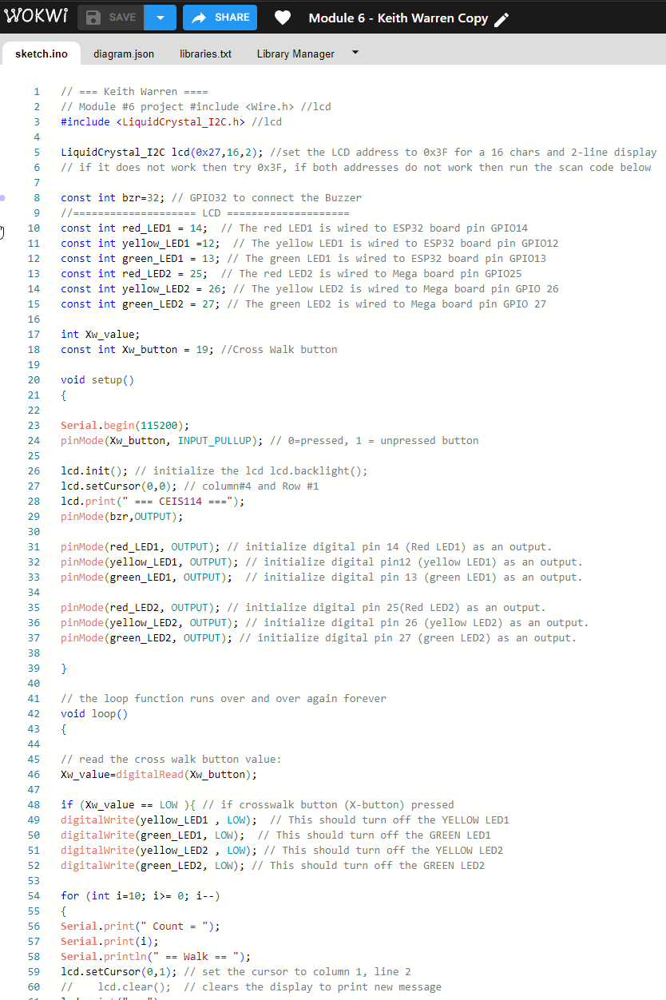 WOKWI SAVE SHARE Module 6 - Keith Warren Copy
sketch.ino diagram.json libraries.txt Library Manager
1 // === Keith Warren ====
2 // Module #6 project #include <Wire.h> //lcd
3 #include <LiquidCrystal_I2C.h> //lcd
4
5 LiquidCrystal_I2C lcd(0x27,16,2); //set the LCD address to 0x3F for a 16 chars and 2-line display
6 // if it does not work then try 0x3F, if both addresses do not work then run the scan code below
7
8 const int bzr=32; // GPIO32 to connect the Buzzer
9 //==================== LCD ====================
10 const int red_LED1 = 14;  // The red LED1 is wired to ESP32 board pin GPIO14
11 const int yellow_LED1 =12;  // The yellow LED1 is wired to ESP32 board pin GPIO12
12 const int green_LED1 = 13; // The green LED1 is wired to ESP32 board pin GPIO13
13 const int red_LED2 = 25;  // The red LED2 is wired to Mega board pin GPIO25
14 const int yellow_LED2 = 26; // The yellow LED2 is wired to Mega board pin GPIO 26
15 const int green_LED2 = 27; // The green LED2 is wired to Mega board pin GPIO 27
16
17 int Xw_value;
18 const int Xw_button = 19; //Cross Walk button
19
20 void setup()
21 {
22
23 Serial.begin(115200);
24 pinMode(Xw_button, INPUT_PULLUP); // 0=pressed, 1 = unpressed button
25
26 lcd.init(); // initialize the lcd lcd.backlight();
27 lcd.setCursor(0,0); // column#4 and Row #1
28 lcd.print(" === CEIS114 ===");
29 pinMode(bzr,OUTPUT);
30
31 pinMode(red_LED1, OUTPUT); // initialize digital pin 14 (Red LED1) as an output.
32 pinMode(yellow_LED1, OUTPUT); // initialize digital pin12 (yellow LED1) as an output.
33 pinMode(green_LED1, OUTPUT);  // initialize digital pin 13 (green LED1) as an output.
34
35 pinMode(red_LED2, OUTPUT); // initialize digital pin 25(Red LED2) as an output.
36 pinMode(yellow_LED2, OUTPUT); // initialize digital pin 26 (yellow LED2) as an output.
37 pinMode(green_LED2, OUTPUT); // initialize digital pin 27 (green LED2) as an output.
38
39 }
40
41 // the loop function runs over and over again forever
42 void loop()
43 {
44
45 // read the cross walk button value:
46 Xw_value=digitalRead(Xw_button);
47
48 if (Xw_value == LOW ){ // if crosswalk button (X-button) pressed
49 digitalWrite(yellow_LED1 , LOW);  // This should turn off the YELLOW LED1
50 digitalWrite(green_LED1, LOW);  // This should turn off the GREEN LED1
51 digitalWrite(yellow_LED2 , LOW); // This should turn off the YELLOW LED2
52 digitalWrite(green_LED2, LOW); // This should turn off the GREEN LED2
53
54 for (int i=10; i>= 0; i--)
55 {
56 Serial.print(" Count = ");
57 Serial.print(i);
58 Serial.println(" == Walk == ");
59 lcd.setCursor(0,1); // set the cursor to column 1, line 2
60 //    lcd.clear();  // clears the display to print new message